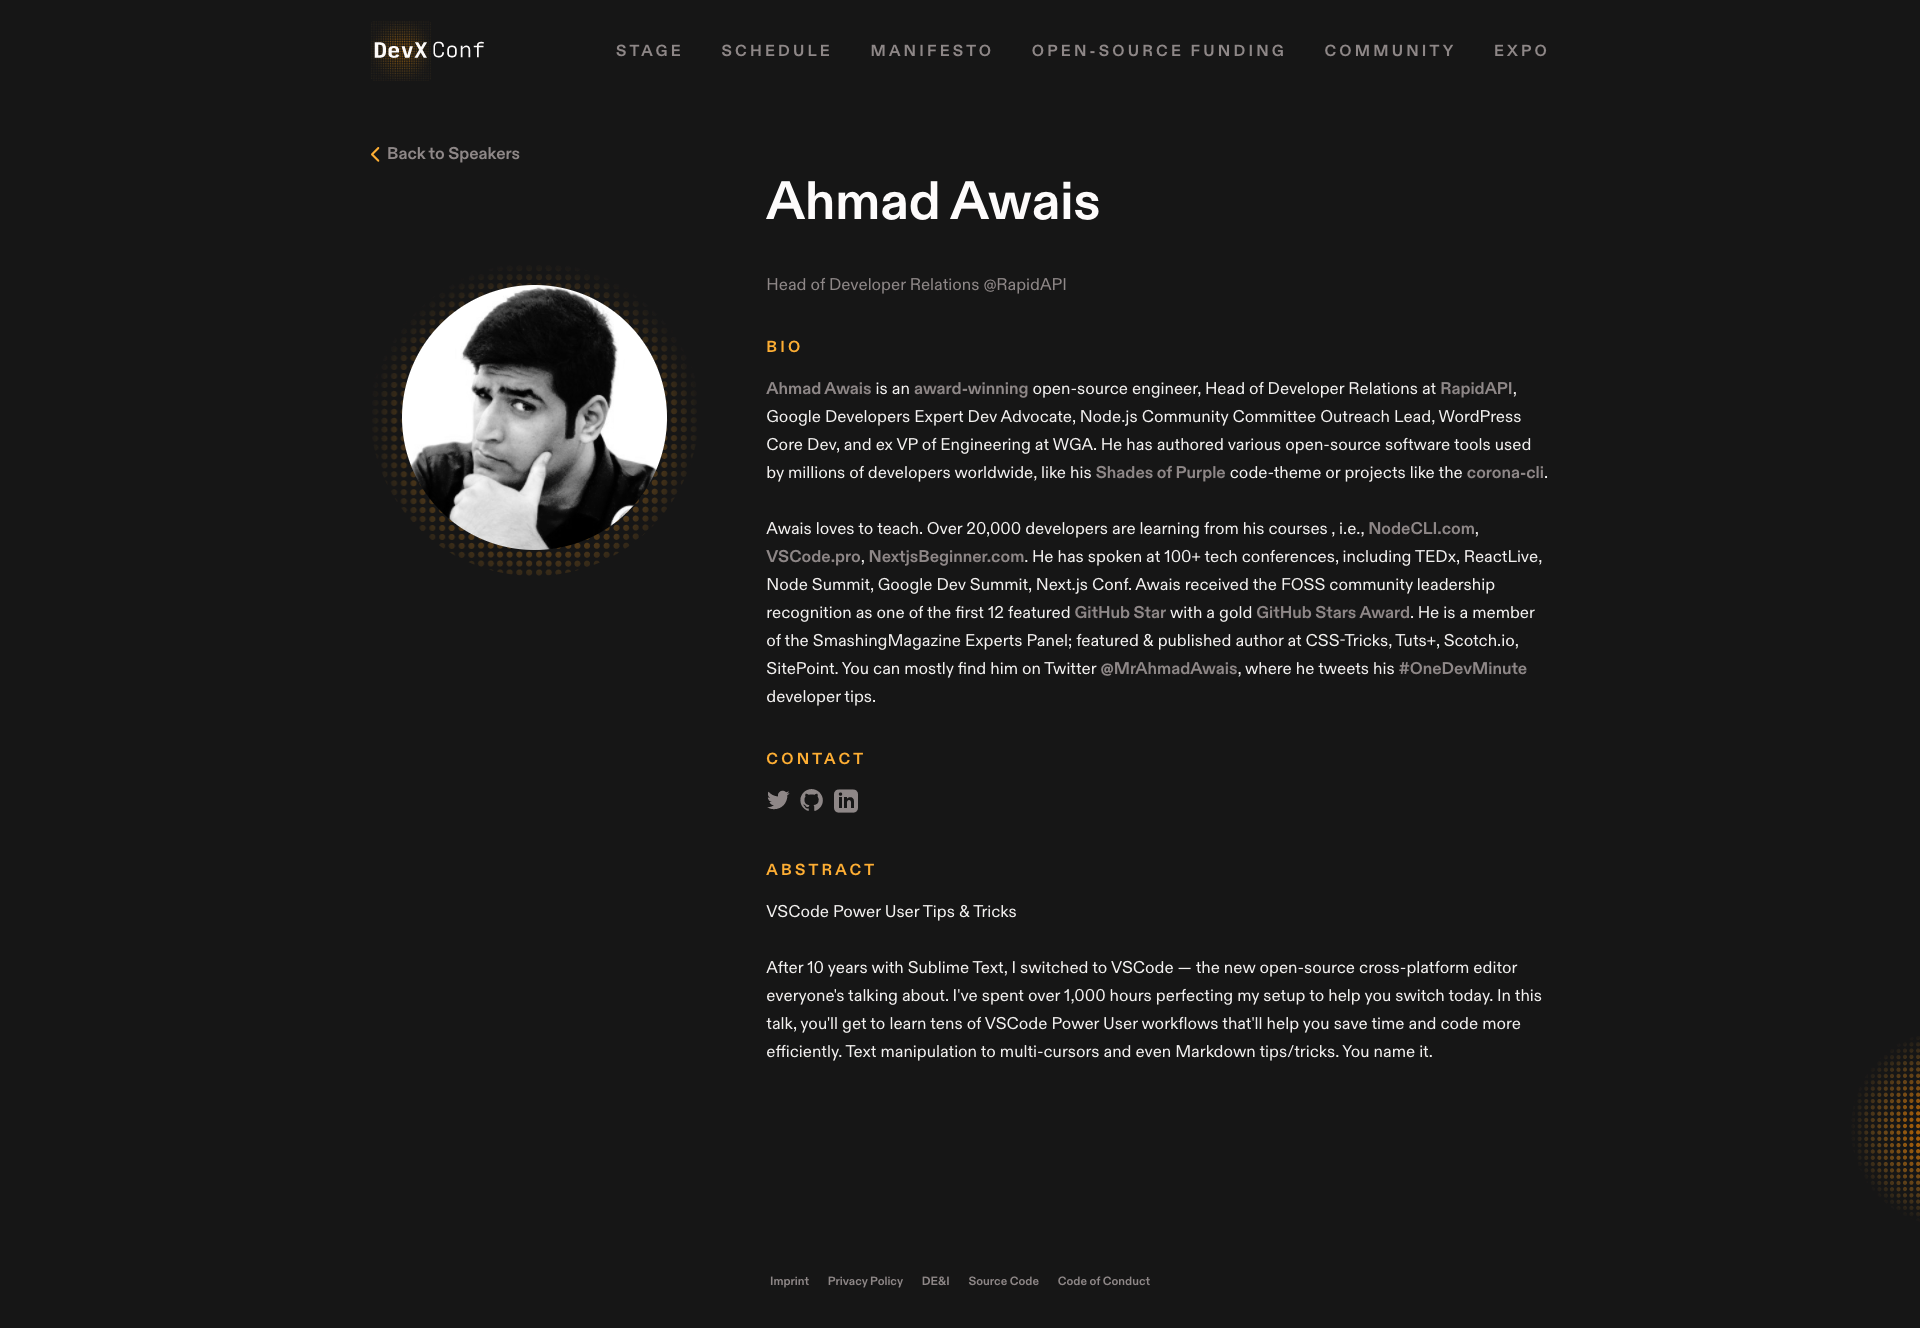 DevX Conf
STAGE SCHEDULE MANIFESTO OPEN-SOURCE FUNDING COMMUNITY EXPO
Back to Speakers
Ahmad Awais
Head of Developer Relations @RapidAPI
BIO
Ahmad Awais is an award-winning open-source engineer, Head of Developer Relations at RapidAPI,
Google Developers Expert Dev Advocate, Node.js Community Committee Outreach Lead, WordPress
Core Dev, and ex VP of Engineering at WGA. He has authored various open-source software tools used
by millions of developers worldwide, like his Shades of Purple code-theme or projects like the corona-cli.
Awais loves to teach. Over 20,000 developers are learning from his courses , i.e., NodeCLI.com,
VSCode.pro, NextjsBeginner.com. He has spoken at 100+ tech conferences, including TEDx, ReactLive,
Node Summit, Google Dev Summit, Next.js Conf. Awais received the FOSS community leadership
recognition as one of the first 12 featured GitHub Star with a gold GitHub Stars Award. He is a member
of the SmashingMagazine Experts Panel; featured & published author at CSS-Tricks, Tuts+, Scotch.io,
SitePoint. You can mostly find him on Twitter @MrAhmadAwais, where he tweets his #OneDevMinute
developer tips.
CONTACT
in
ABSTRACT
VSCode Power User Tips & Tricks
After 10 years with Sublime Text, I switched to VSCode — the new open-source cross-platform editor
everyone's talking about. I've spent over 1,000 hours perfecting my setup to help you switch today. In this
talk, you'll get to learn tens of VSCode Power User workflows that'll help you save time and code more
efficiently. Text manipulation to multi-cursors and even Markdown tips/tricks. You name it.
Imprint Privacy Policy DE&I Source Code Code of Conduct